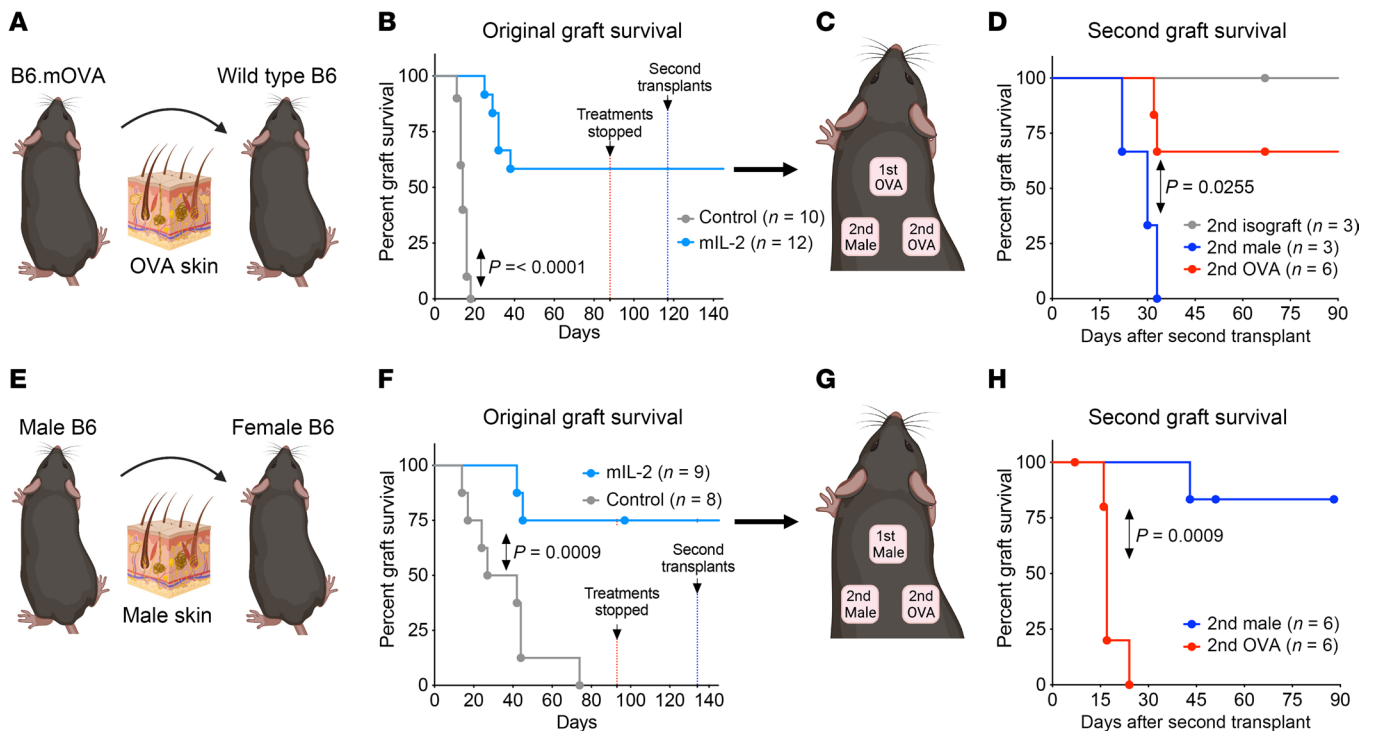 A
B6.mOVA
Wild type B6
OVA skin
B
Original graft survival
Percent graft survival
100
75
50
25
0
Second
transplants
Treatments
stopped
Control (n = 10)
mIL-2 (n = 12)
P =< 0.0001
0 20 40 60 80 100 120 140
Days
C
1st
OVA
2nd
Male
2nd
OVA
D
Second graft survival
Percent graft survival
100
75
50
25
0
P = 0.0255
2nd isograft (n = 3)
2nd male (n = 3)
2nd OVA (n = 6)
0 15 30 45 60 75 90
Days after second transplant
E
Male B6
Female B6
Male skin
F
Original graft survival
Percent graft survival
100
75
50
25
0
mIL-2 (n = 9)
Control (n = 8)
P = 0.0009
Second
transplants
Treatments
stopped
0 20 40 60 80 100 120 140
Days
G
1st
Male
2nd
Male
2nd
OVA
H
Second graft survival
Percent graft survival
100
75
50
25
0
P = 0.0009
2nd male (n = 6)
2nd OVA (n = 6)
0 15 30 45 60 75 90
Days after second transplant